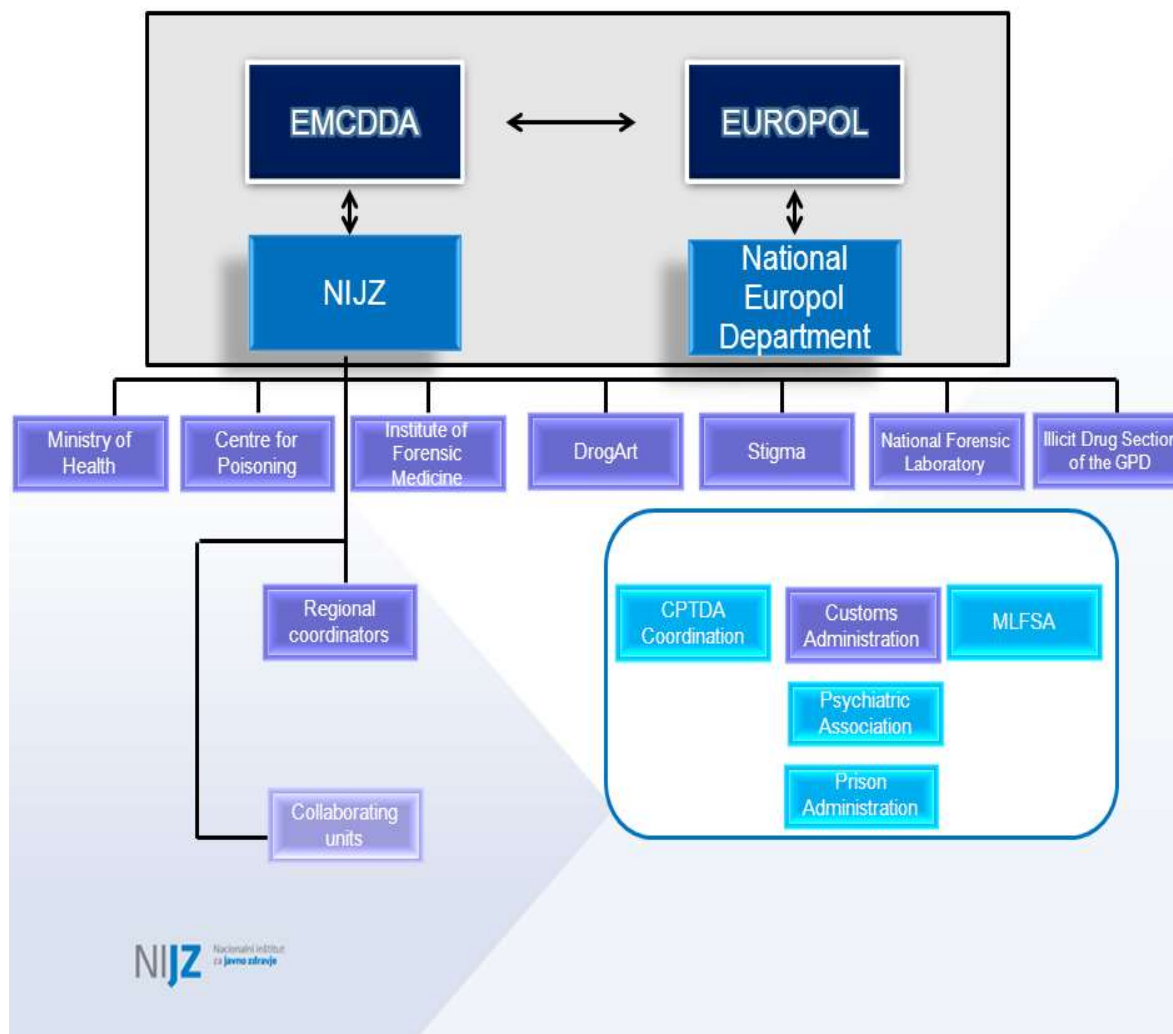 EMCDDA
EUROPOL
NIJZ
National
Europol
Department
Ministry of
Health
Centre for
Poisoning
Institute of
Forensic
Medicine
DrogArt
Stigma
National Forensic
Laboratory
Illicit Drug Section
of the GPD
Regional
coordinators
CPTDA
Coordination
Customs
Administration
MLFSA
Psychiatric
Association
Prison
Administration
Collaborating
units
NIJZ
Nacionalni inštitut
za javno zdravje